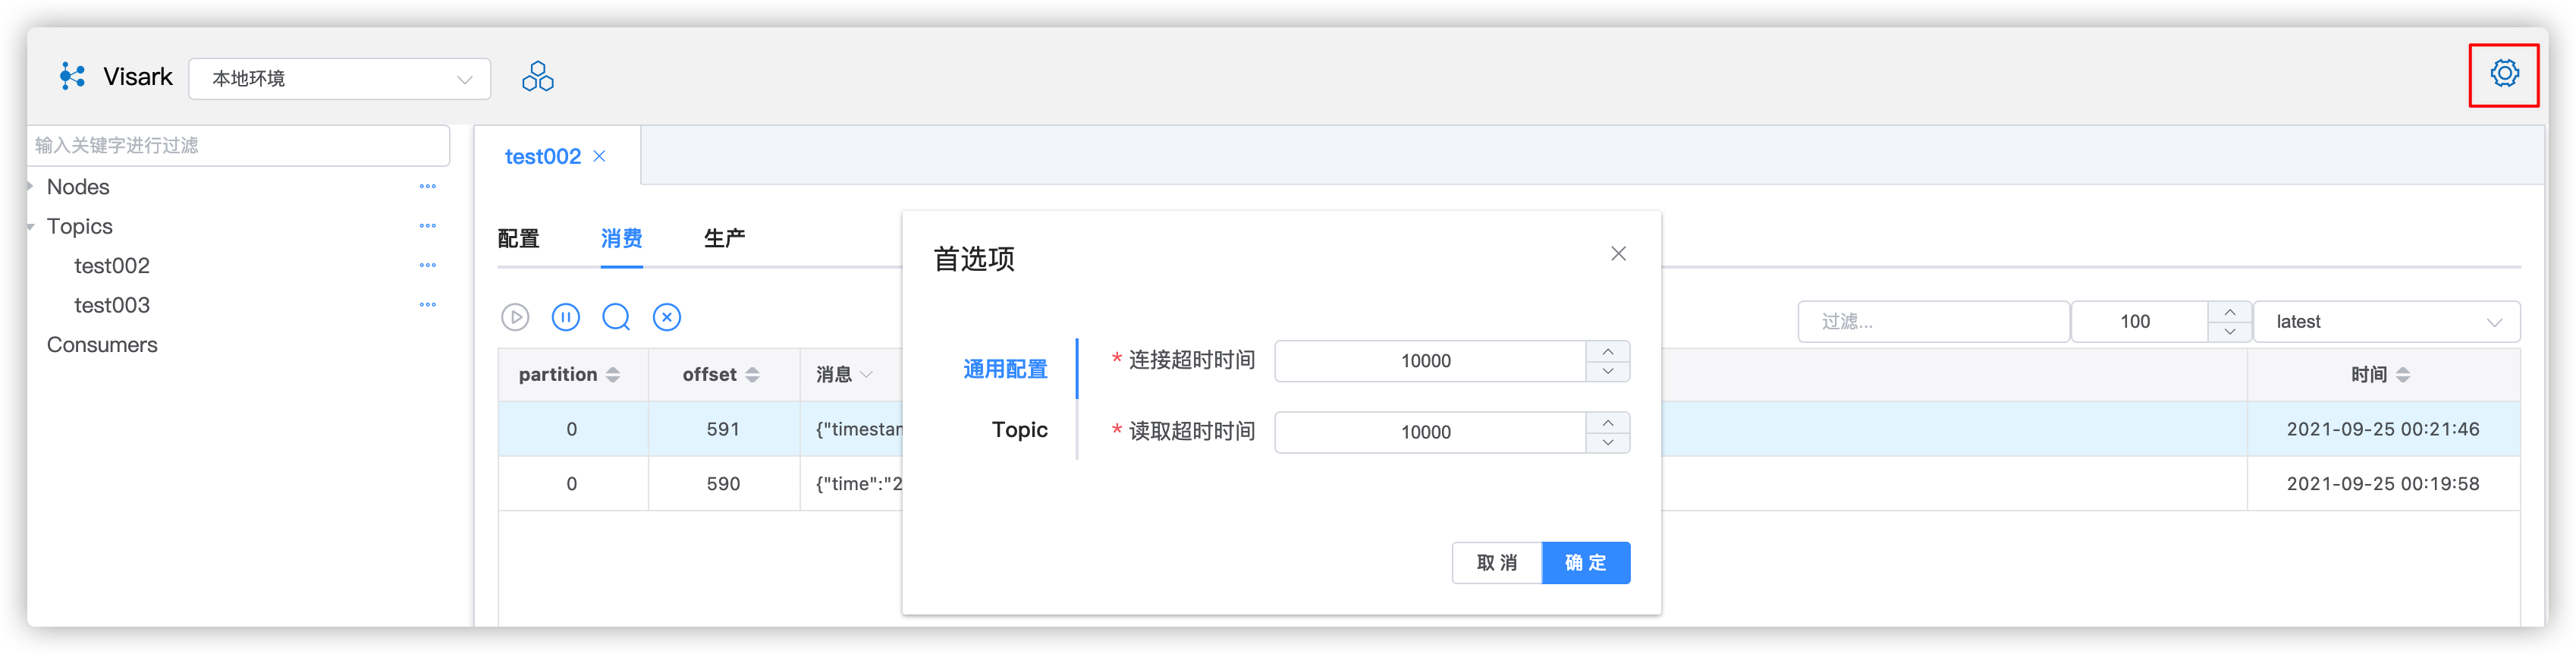 Visark 本地环境
输入关键字进行过滤
Nodes
Topics
test002
test003
Consumers
test002
配置 消费 生产
过滤... 100 latest
partition offset 消息 时间
0 591 {"timestan 2021-09-25 00:21:46
0 590 {"time":"2 2021-09-25 00:19:58
首选项
通用配置
Topic
* 连接超时时间 10000
* 读取超时时间 10000
取 消 确 定